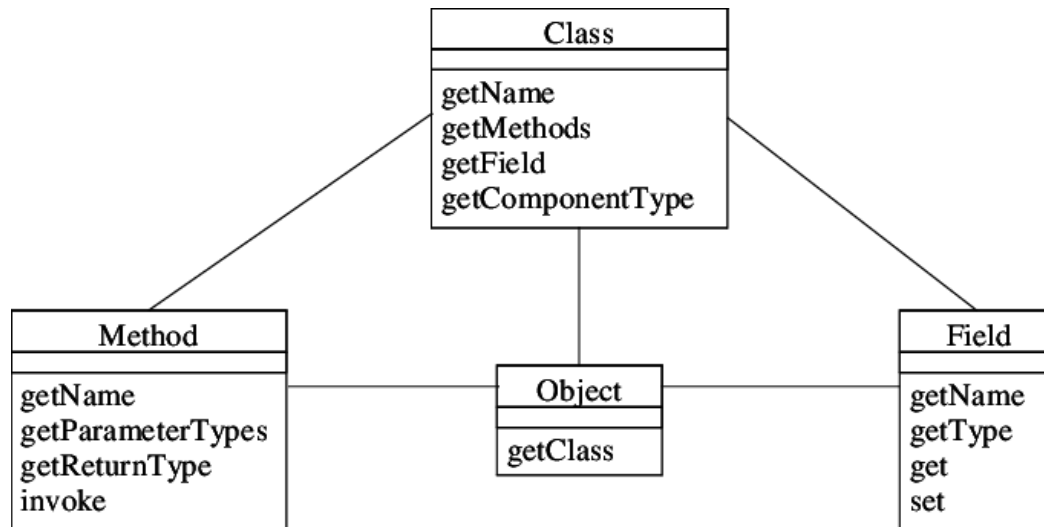 Class
getName
getMethods
getField
getComponentType
Method
getName
getParameterTypes
getReturnType
invoke
Object
getClass
Field
getName
getType
get
set